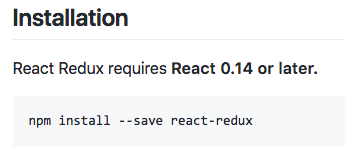 Installation
React Redux requires React 0.14 or later.
npm install --save react-redux